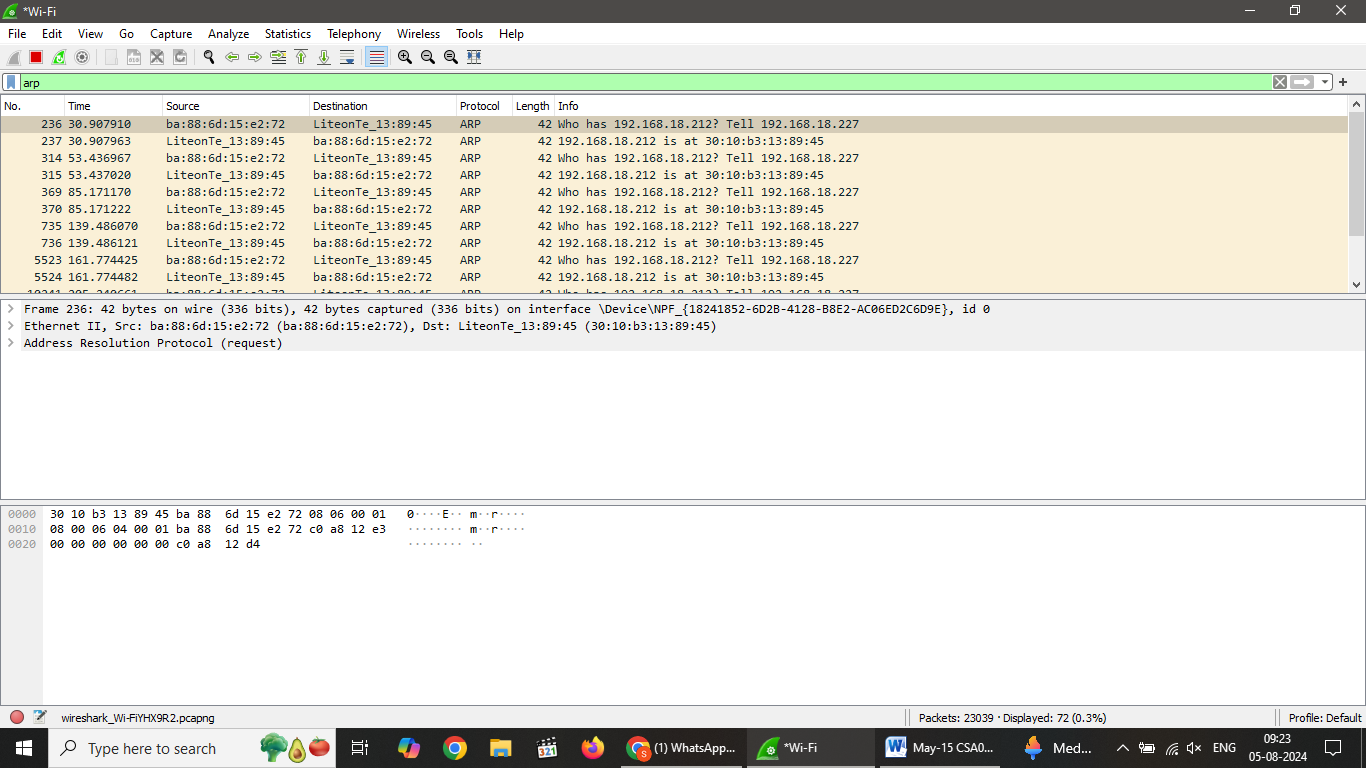 *Wi-Fi
File Edit View Go Capture Analyze Statistics Telephony Wireless Tools Help
arp
No. Time Source Destination Protocol Length Info
236 30.907910 ba:88:6d:15:e2:72 LiteonTe_13:89:45 ARP 42 Who has 192.168.18.212? Tell 192.168.18.227
237 30.907963 LiteonTe_13:89:45 ba:88:6d:15:e2:72 ARP 42 192.168.18.212 is at 30:10:b3:13:89:45
314 53.436967 ba:88:6d:15:e2:72 LiteonTe_13:89:45 ARP 42 Who has 192.168.18.212? Tell 192.168.18.227
315 53.437020 LiteonTe_13:89:45 ba:88:6d:15:e2:72 ARP 42 192.168.18.212 is at 30:10:b3:13:89:45
369 85.171170 ba:88:6d:15:e2:72 LiteonTe_13:89:45 ARP 42 Who has 192.168.18.212? Tell 192.168.18.227
370 85.171222 LiteonTe_13:89:45 ba:88:6d:15:e2:72 ARP 42 192.168.18.212 is at 30:10:b3:13:89:45
735 139.486070 ba:88:6d:15:e2:72 LiteonTe_13:89:45 ARP 42 Who has 192.168.18.212? Tell 192.168.18.227
736 139.486121 LiteonTe_13:89:45 ba:88:6d:15:e2:72 ARP 42 192.168.18.212 is at 30:10:b3:13:89:45
5523 161.774425 ba:88:6d:15:e2:72 LiteonTe_13:89:45 ARP 42 Who has 192.168.18.212? Tell 192.168.18.227
5524 161.774482 LiteonTe_13:89:45 ba:88:6d:15:e2:72 ARP 42 192.168.18.212 is at 30:10:b3:13:89:45
Frame 236: 42 bytes on wire (336 bits), 42 bytes captured (336 bits) on interface \Device\NPF_{18241852-6D2B-4128-B8E2-AC06ED2C6D9E}, id 0
Ethernet II, Src: ba:88:6d:15:e2:72 (ba:88:6d:15:e2:72), Dst: LiteonTe_13:89:45 (30:10:b3:13:89:45)
Address Resolution Protocol (request)
0000 30 10 b3 13 89 45 ba 88 6d 15 e2 72 08 06 00 01 0····E·· m··r····
0010 08 00 06 04 00 01 ba 88 6d 15 e2 72 c0 a8 12 e3 ········ m··r····
0020 00 00 00 00 00 00 c0 a8 12 d4 ········ ··
wireshark_Wi-FiYHX9R2.pcapng Packets: 23039 · Displayed: 72 (0.3%) Profile: Default
Type here to search 321 S (1) WhatsApp... *Wi-Fi W May-15 CSA0... Med... ENG 09:23
05-08-2024